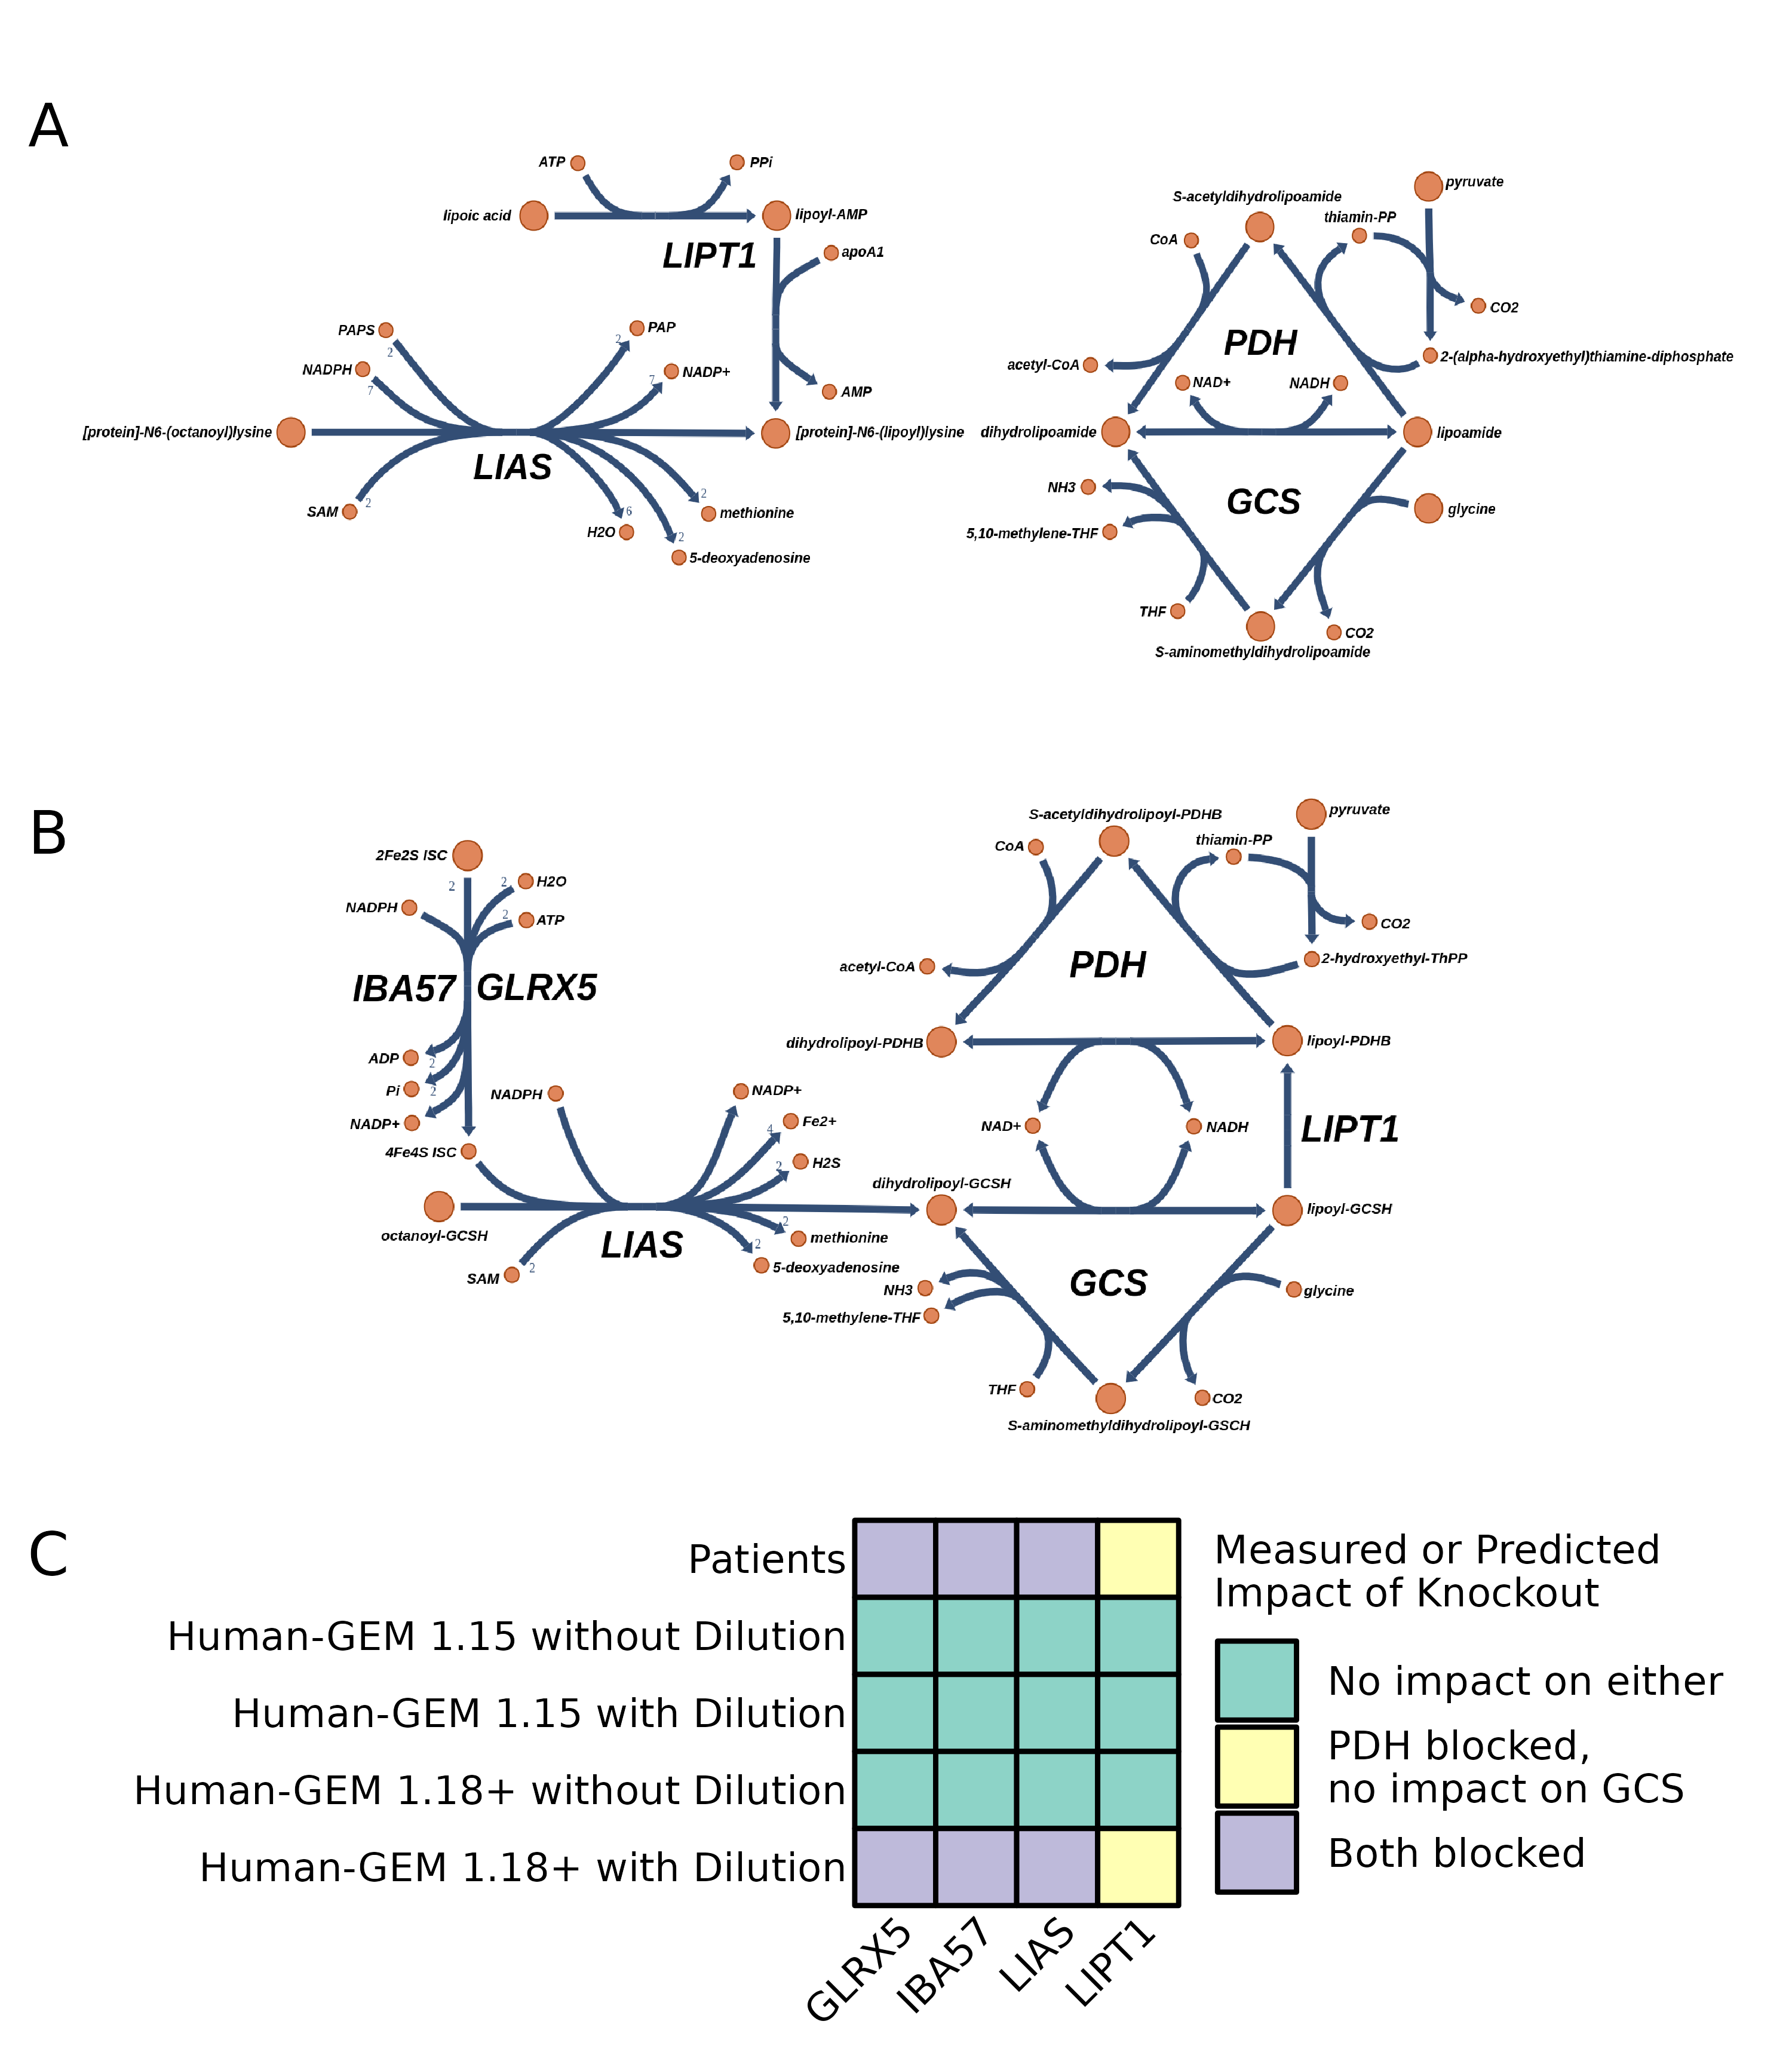 A
ATP
PPi
lipoic acid
lipoyl-AMP
LIPT1
apoA1
PAPS
2
NADPH
7
2
PAP
7
NADP+
AMP
[protein]-N6-(octanoyl)lysine
[protein]-N6-(lipoyl)lysine
LIAS
SAM
2
H2O
6
2
methionine
2
5-deoxyadenosine
pyruvate
S-acetyldihydrolipoamide
thiamin-PP
CoA
CO2
PDH
2-(alpha-hydroxyethyl)thiamine-diphosphate
acetyl-CoA
NAD+
NADH
dihydrolipoamide
lipoamide
NH3
GCS
glycine
5,10-methylene-THF
THF
CO2
S-aminomethyldihydrolipoamide
B
2Fe2S ISC
2
2
H2O
NADPH
2
ATP
IBA57
GLRX5
ADP
2
Pi
2
NADP+
4Fe4S ISC
NADPH
NADP+
4
Fe2+
2
H2S
octanoyl-GCSH
LIAS
2
methionine
SAM
2
2
5-deoxyadenosine
S-acetyldihydrolipoyl-PDHB
pyruvate
CoA
thiamin-PP
CO2
acetyl-CoA
PDH
2-hydroxyethyl-ThPP
dihydrolipoyl-PDHB
lipoyl-PDHB
NAD+
NADH
LIPT1
dihydrolipoyl-GCSH
lipoyl-GCSH
NH3
GCS
glycine
5,10-methylene-THF
THF
CO2
S-aminomethyldihydrolipoyl-GSCH
C
Patients
Human-GEM 1.15 without Dilution
Human-GEM 1.15 with Dilution
Human-GEM 1.18+ without Dilution
Human-GEM 1.18+ with Dilution
GLRX5
IBA57
LIAS
LIPT1
Measured or Predicted
Impact of Knockout
No impact on either
PDH blocked,
no impact on GCS
Both blocked